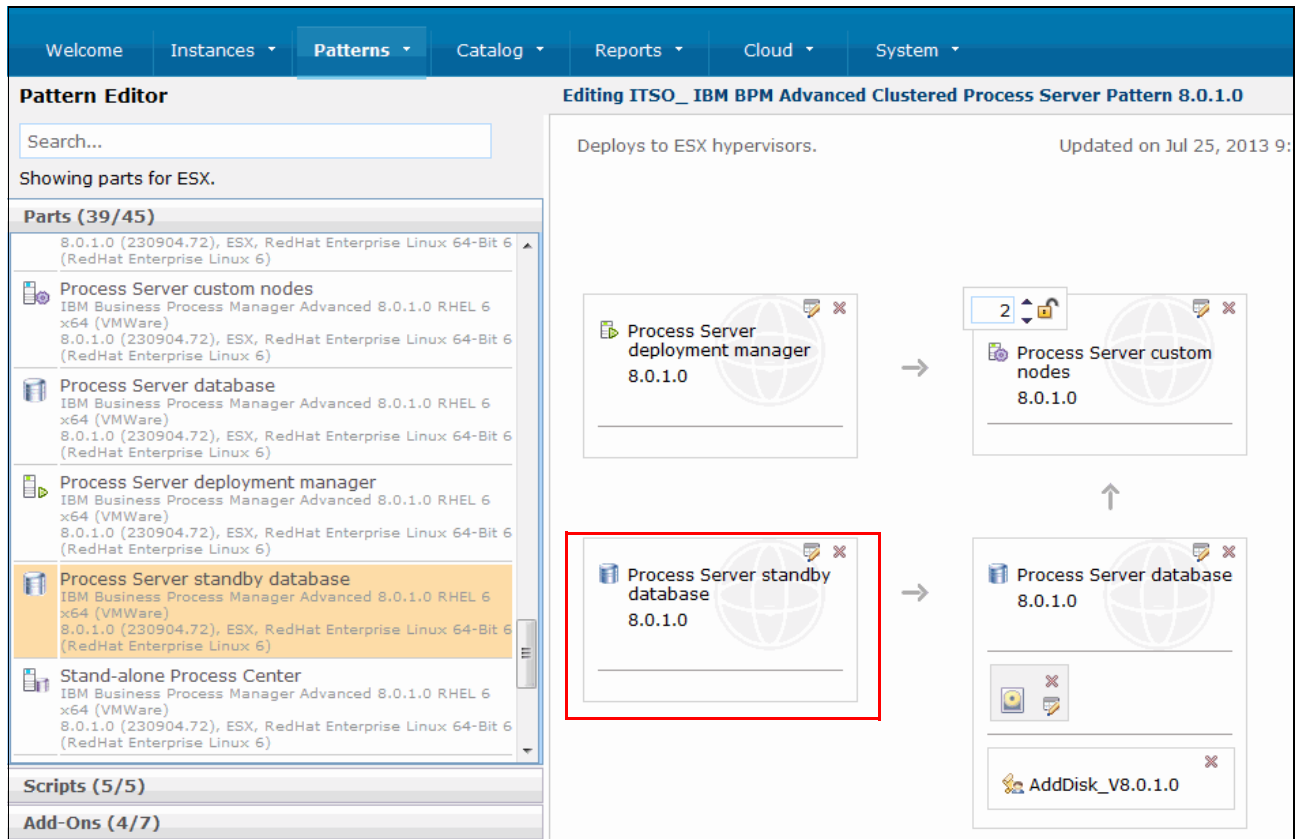 Welcome Instances Patterns Catalog Reports Cloud System
Pattern Editor
Search...
Showing parts for ESX.
Parts (39/45)
8.0.1.0 (230904.72), ESX, RedHat Enterprise Linux 64-Bit 6
(RedHat Enterprise Linux 6)
Process Server custom nodes
IBM Business Process Manager Advanced 8.0.1.0 RHEL 6
x64 (VMWare)
8.0.1.0 (230904.72), ESX, RedHat Enterprise Linux 64-Bit 6
(RedHat Enterprise Linux 6)
Process Server database
IBM Business Process Manager Advanced 8.0.1.0 RHEL 6
x64 (VMWare)
8.0.1.0 (230904.72), ESX, RedHat Enterprise Linux 64-Bit 6
(RedHat Enterprise Linux 6)
Process Server deployment manager
IBM Business Process Manager Advanced 8.0.1.0 RHEL 6
x64 (VMWare)
8.0.1.0 (230904.72), ESX, RedHat Enterprise Linux 64-Bit 6
(RedHat Enterprise Linux 6)
Process Server standby database
IBM Business Process Manager Advanced 8.0.1.0 RHEL 6
x64 (VMWare)
8.0.1.0 (230904.72), ESX, RedHat Enterprise Linux 64-Bit 6
(RedHat Enterprise Linux 6)
Stand-alone Process Center
IBM Business Process Manager Advanced 8.0.1.0 RHEL 6
x64 (VMWare)
8.0.1.0 (230904.72), ESX, RedHat Enterprise Linux 64-Bit 6
(RedHat Enterprise Linux 6)
Scripts (5/5)
Add-Ons (4/7)
Editing ITSO_ IBM BPM Advanced Clustered Process Server Pattern 8.0.1.0
Deploys to ESX hypervisors.
Updated on Jul 25, 2013 9:
Process Server
deployment manager
8.0.1.0
2
Process Server custom
nodes
8.0.1.0
Process Server standby
database
8.0.1.0
Process Server database
8.0.1.0
AddDisk_V8.0.1.0